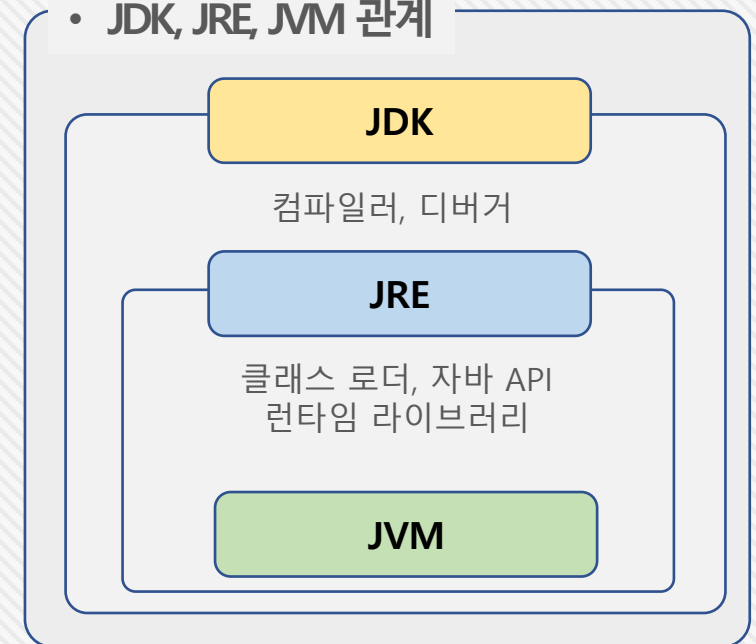 • JDK, JRE, JVM 관계
JDK
컴파일러, 디버거
JRE
클래스 로더, 자바 API
런타임 라이브러리
JVM